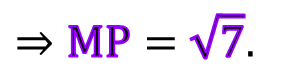 ⇒ MP = √7.